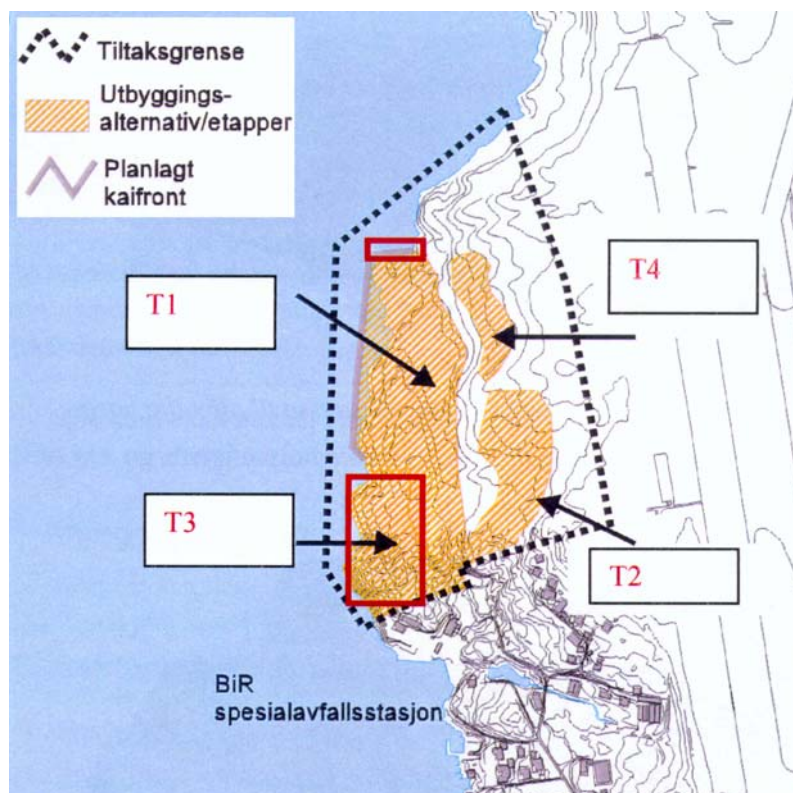 Tiltaksgrense
Utbyggings-
alternativ/etapper
Planlagt
kaifront
T4
T1
T3
T2
BiR
spesialavfallsstasjon